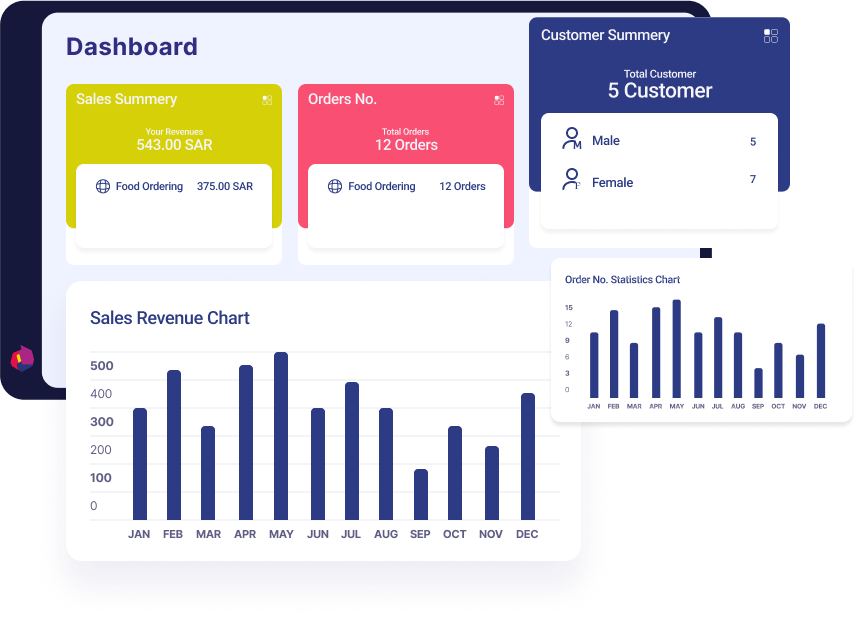 Dashboard
Sales Summery
Your Revenues
543.00 SAR
Food Ordering 375.00 SAR
Orders No.
Total Orders
12 Orders
Food Ordering 12 Orders
Customer Summery
Total Customer
5 Customer
M Male 5
F Female 7
Sales Revenue Chart
500
400
300
200
100
0
JAN FEB MAR APR MAY JUN JUL AUG SEP OCT NOV DEC
Order No. Statistics Chart
15
12
9
6
3
0
JAN FEB MAR APR MAY JUN JUL AUG SEP OCT NOV DEC